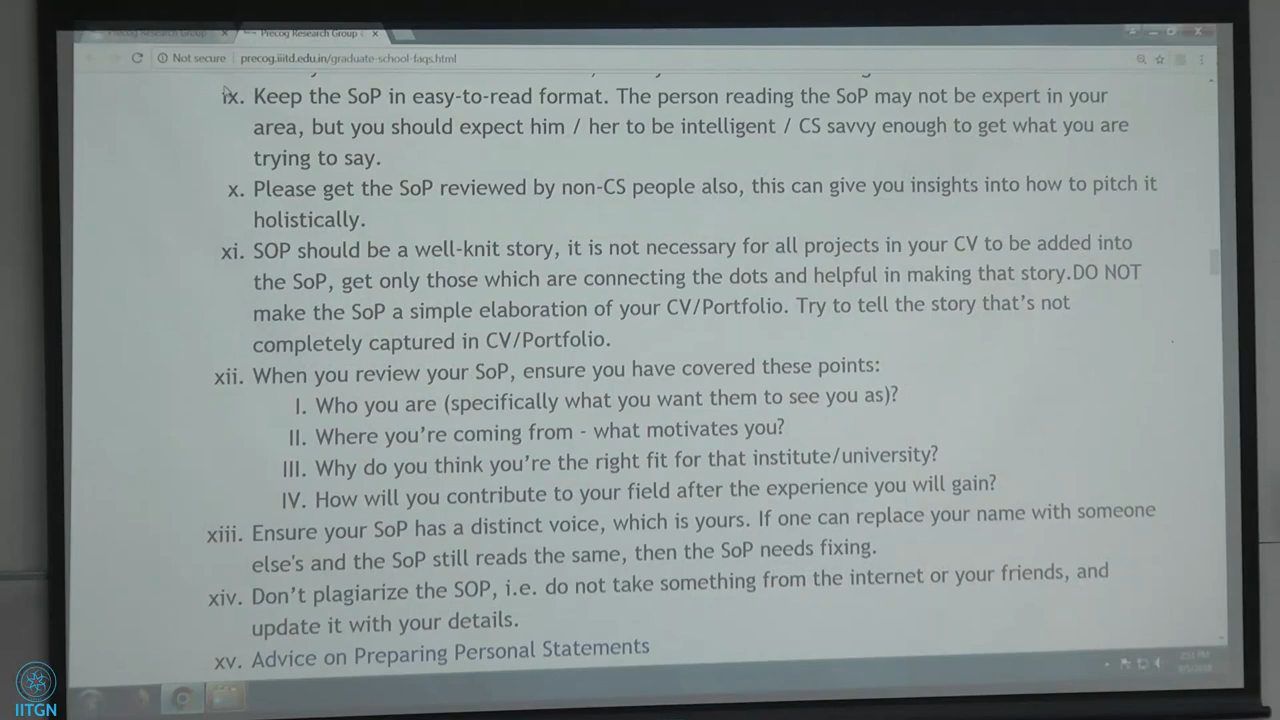 Precog Research Group
Precog Research Group
Not secure
precog.iiitd.edu.in/graduate-school-faqs.html
ix. Keep the SoP in easy-to-read format. The person reading the SoP may not be expert in your
area, but you should expect him / her to be intelligent / CS savvy enough to get what you are
trying to say.
x. Please get the SoP reviewed by non-CS people also, this can give you insights into how to pitch it
holistically.
xi. SOP should be a well-knit story, it is not necessary for all projects in your CV to be added into
the SoP, get only those which are connecting the dots and helpful in making that story.DO NOT
make the SoP a simple elaboration of your CV/Portfolio. Try to tell the story that's not
completely captured in CV/Portfolio.
xii. When you review your SoP, ensure you have covered these points:
I. Who you are (specifically what you want them to see you as)?
II. Where you're coming from - what motivates you?
III. Why do you think you're the right fit for that institute/university?
IV. How will you contribute to your field after the experience you will gain?
xiii. Ensure your SoP has a distinct voice, which is yours. If one can replace your name with someone
else's and the SoP still reads the same, then the SoP needs fixing.
xiv. Don't plagiarize the SOP, i.e. do not take something from the internet or your friends, and
update it with your details.
xv. Advice on Preparing Personal Statements
IITGN